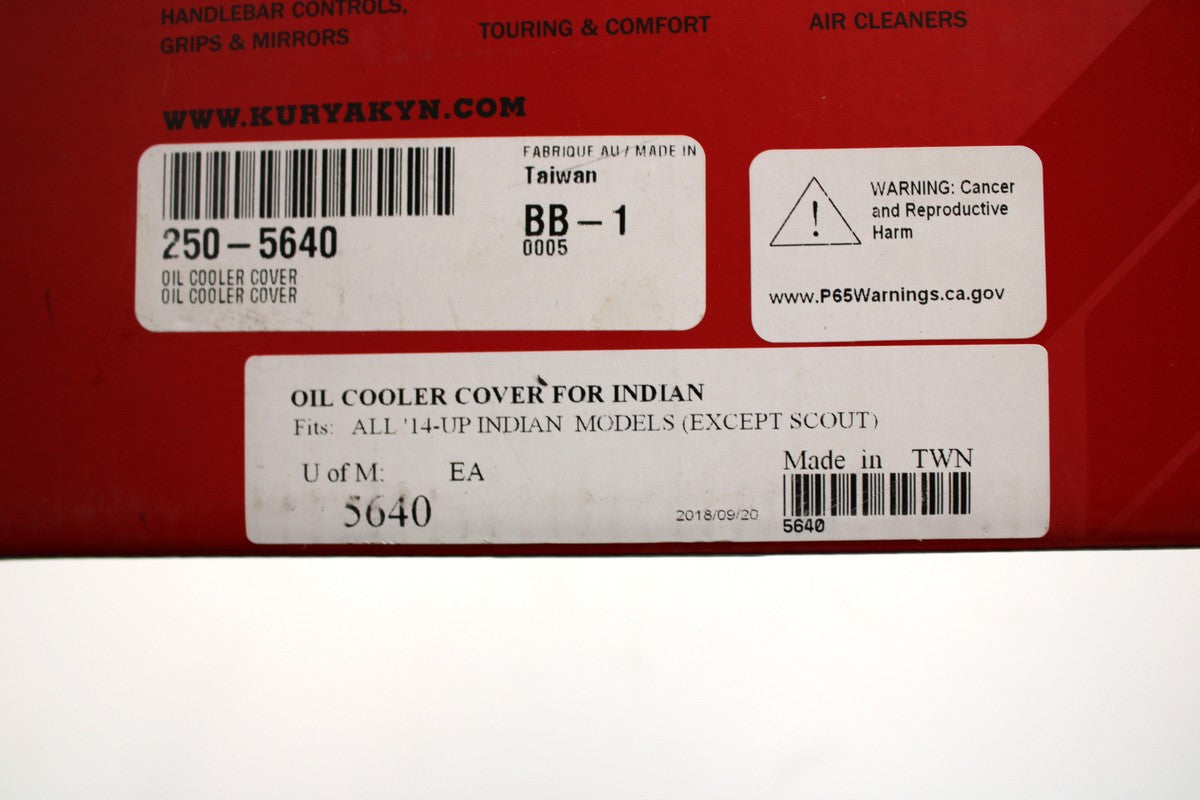 HANDLEBAR CONTROLS,
GRIPS & MIRRORS
TOURING & COMFORT
AIR CLEANERS
WWW.KURYAKYN.COM
FABRIQUE AU / MADE IN
Taiwan
250-5640
BB-1
0005
OIL COOLER COVER
OIL COOLER COVER
WARNING: Cancer
and Reproductive
Harm
www.P65Warnings.ca.gov
OIL COOLER COVER FOR INDIAN
Fits: ALL '14-UP INDIAN MODELS (EXCEPT SCOUT)
U of M: EA
Made in TWN
5640
2018/09/20
5640